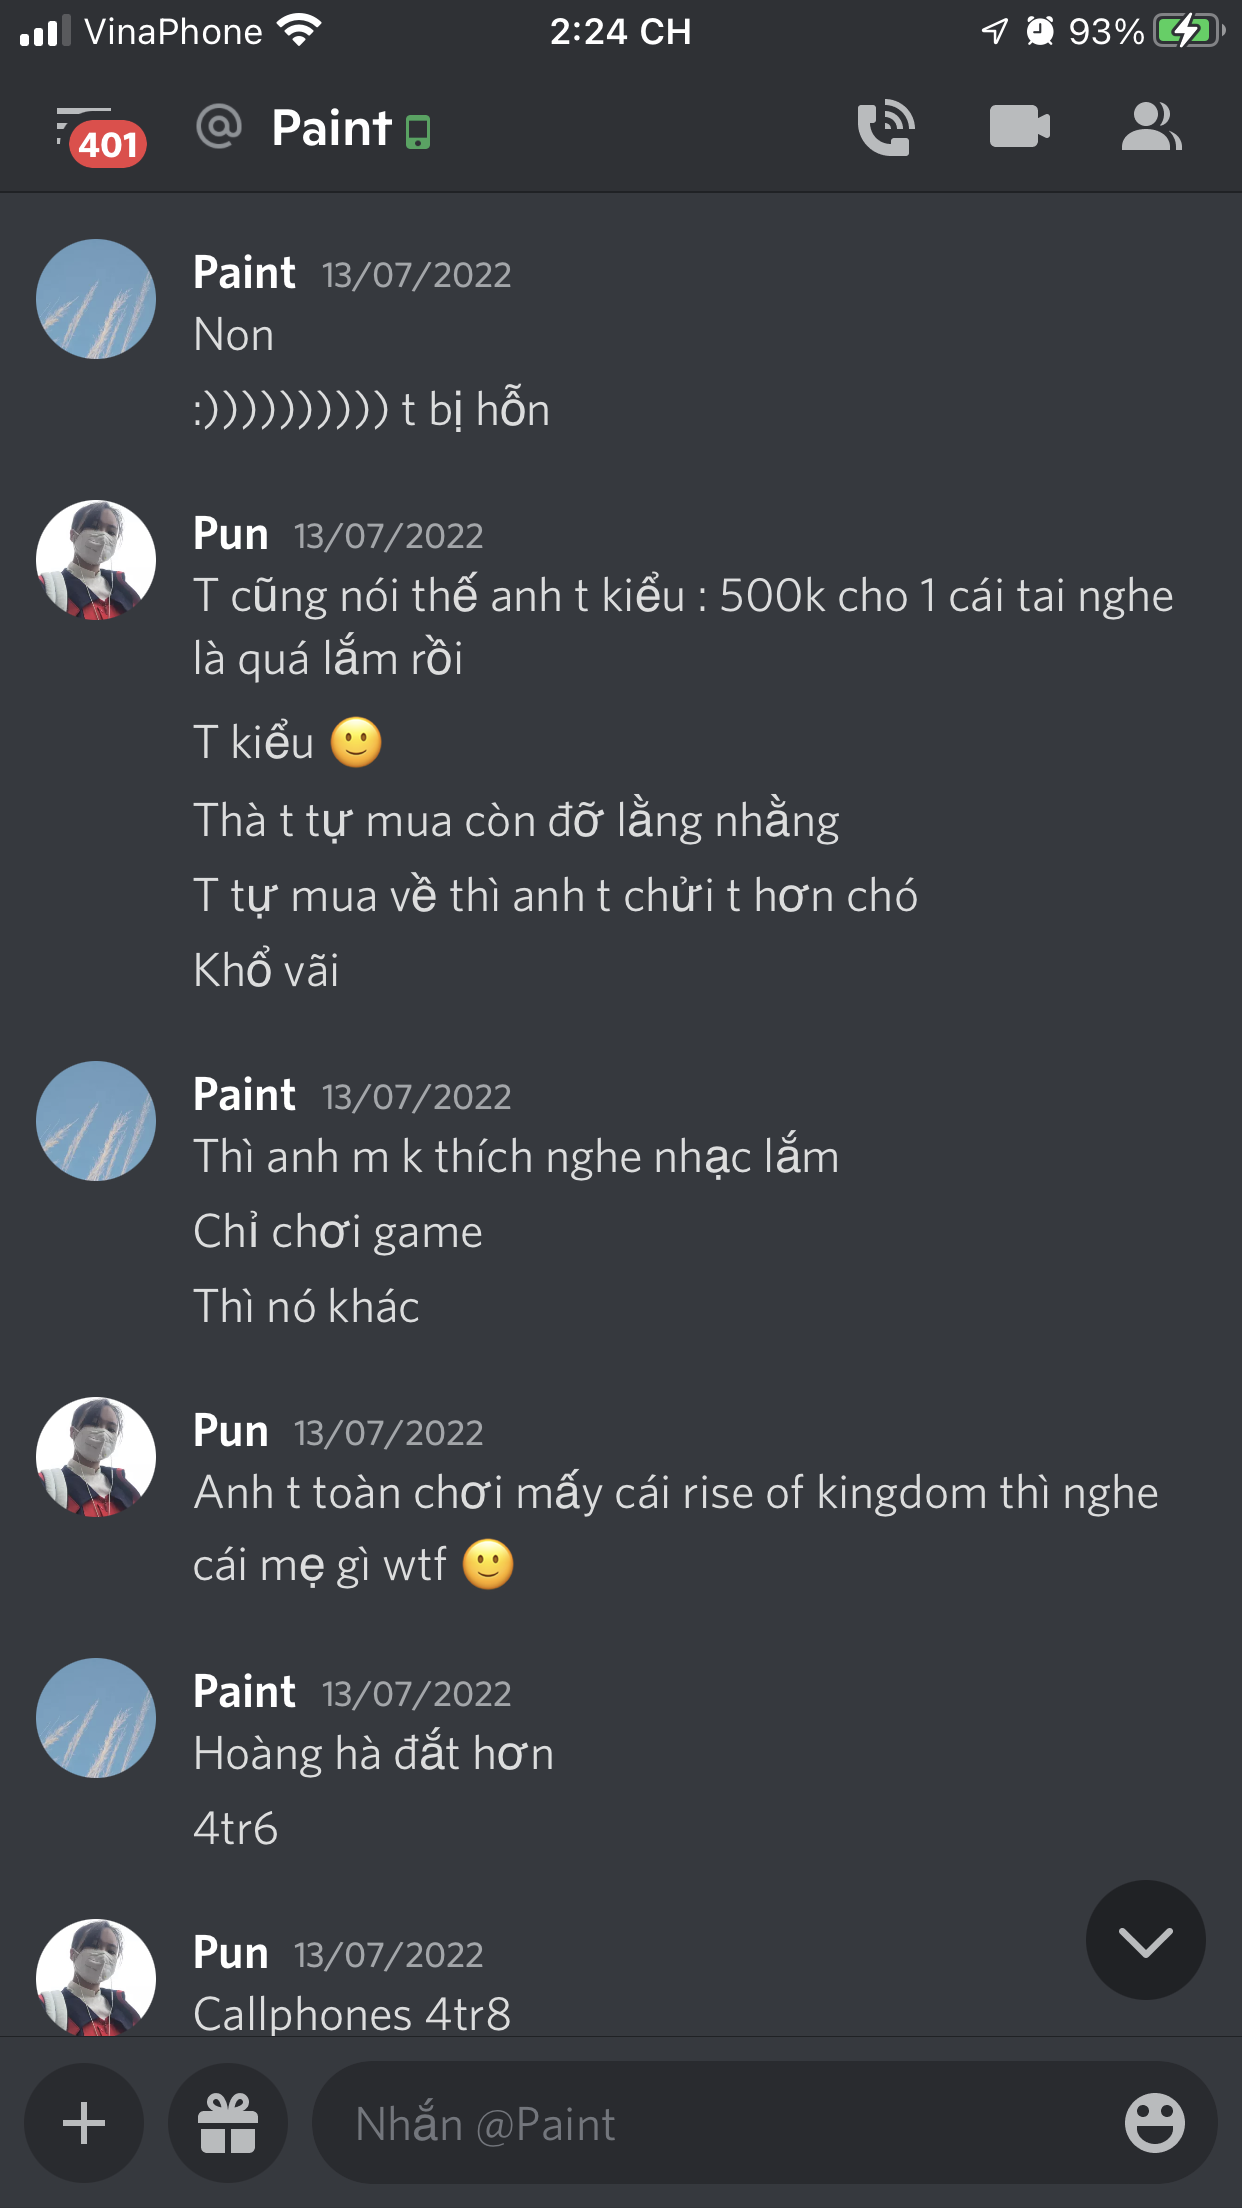 VinaPhone 2:24 CH 93%
401 @ Paint
Paint 13/07/2022
Non
:)))))))))) t bị hỗn
Pun 13/07/2022
T cũng nói thế anh t kiểu : 500k cho 1 cái tai nghe
là quá lắm rồi
T kiểu 🙂
Thà t tự mua còn đỡ lằng nhằng
T tự mua về thì anh t chửi t hơn chó
Khổ vãi
Paint 13/07/2022
Thì anh m k thích nghe nhạc lắm
Chỉ chơi game
Thì nó khác
Pun 13/07/2022
Anh t toàn chơi mấy cái rise of kingdom thì nghe
cái mẹ gì wtf 🙂
Paint 13/07/2022
Hoàng hà đắt hơn
4tr6
Pun 13/07/2022
Callphones 4tr8
Nhắn @Paint